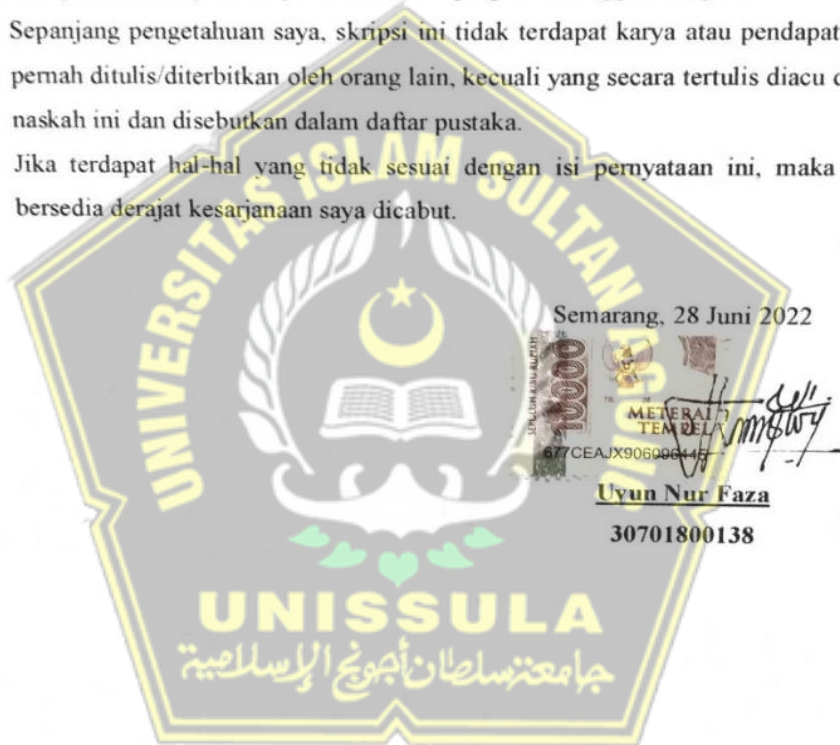 Sepanjang pengetahuan saya, skripsi ini tidak terdapat karya atau pendapat
pernah ditulis/diterbitkan oleh orang lain, kecuali yang secara tertulis diacu
naskah ini dan disebutkan dalam daftar pustaka.
Jika terdapat hal-hal yang tidak sesuai dengan isi pernyataan ini, maka
bersedia derajat kesarjanaan saya dicabut.
UNIVERSITAS ISLAM SULTAN AGUNG
Semarang, 28 Juni 2022
SEPULUH RIBU RUPIAH
10000
METERAI
TEMPEL
Uyun Nur Faza
30701800138
UNISSULA
جامعة سلطان أجونج الإسلامية